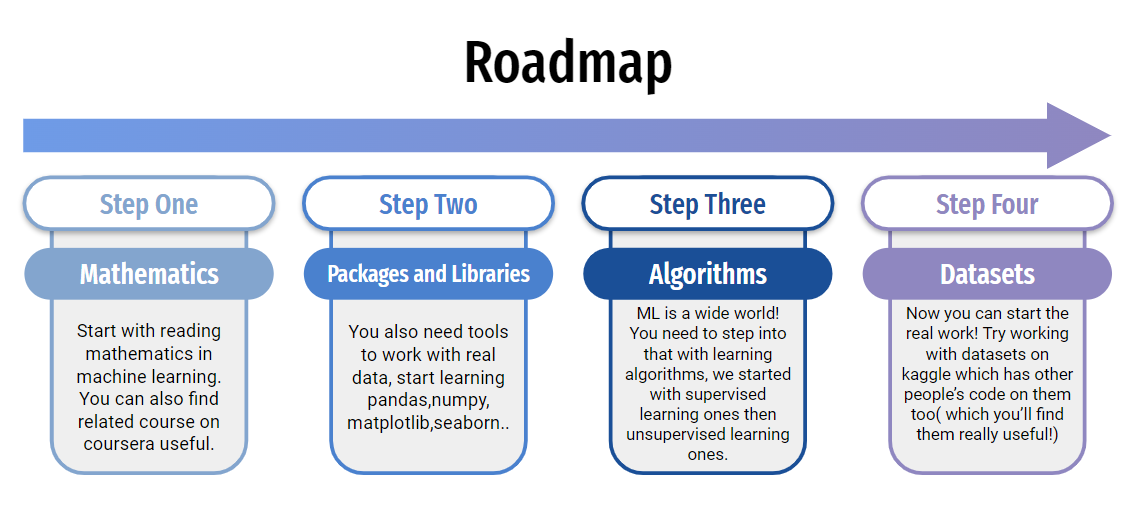 Roadmap
Step One
Mathematics
Start with reading
mathematics in
machine learning.
You can also find
related course on
coursera useful.
Step Two
Packages and Libraries
You also need tools
to work with real
data, start learning
pandas,numpy,
matplotlib,seaborn..
Step Three
Algorithms
ML is a wide world!
You need to step into
that with learning
algorithms, we started
with supervised
learning ones then
unsupervised learning
ones.
Step Four
Datasets
Now you can start the
real work! Try working
with datasets on
kaggle which has other
people’s code on them
too( which you’ll find
them really useful!)